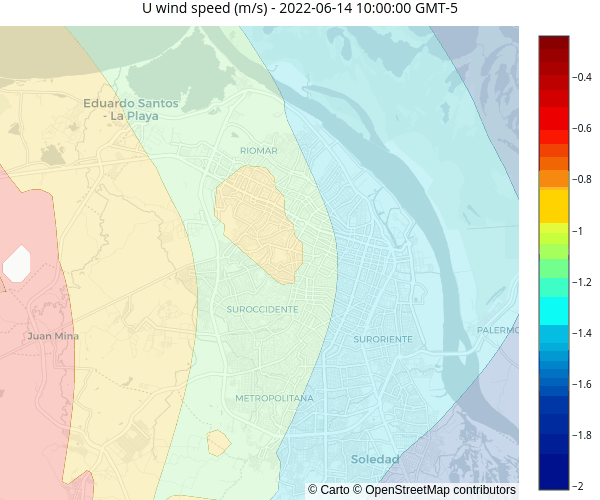 U wind speed (m/s) - 2022-06-14 10:00:00 GMT-5
Eduardo Santos
- La Playa
RIOMAR
SUROCCIDENTE
Juan Mina
SURORIENTE
PALERMO
METROPOLITANA
Soledad
© Carto © OpenStreetMap contributors
−0.4
−0.6
−0.8
−1
−1.2
−1.4
−1.6
−1.8
−2